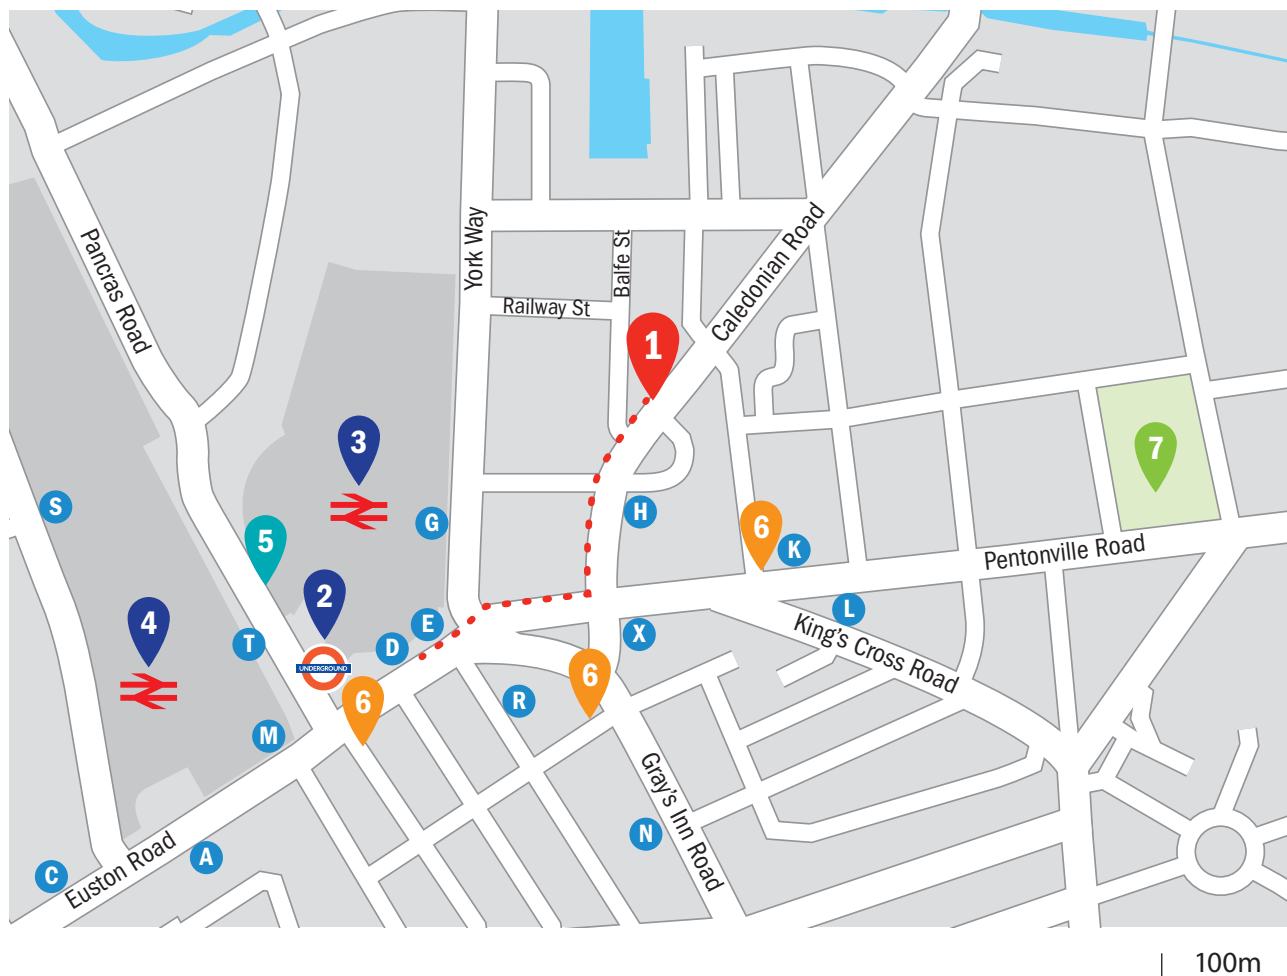 York Way
Balfe St
Caledonian Road
Pancras Road
Railway St
1
3
7
S
H
G
6
K
5
Pentonville Road
2
4
L
E
X
T
D
King's Cross Road
UNDERGROUND
6
6
R
M
Gray's Inn Road
N
A
C
Euston Road
100m